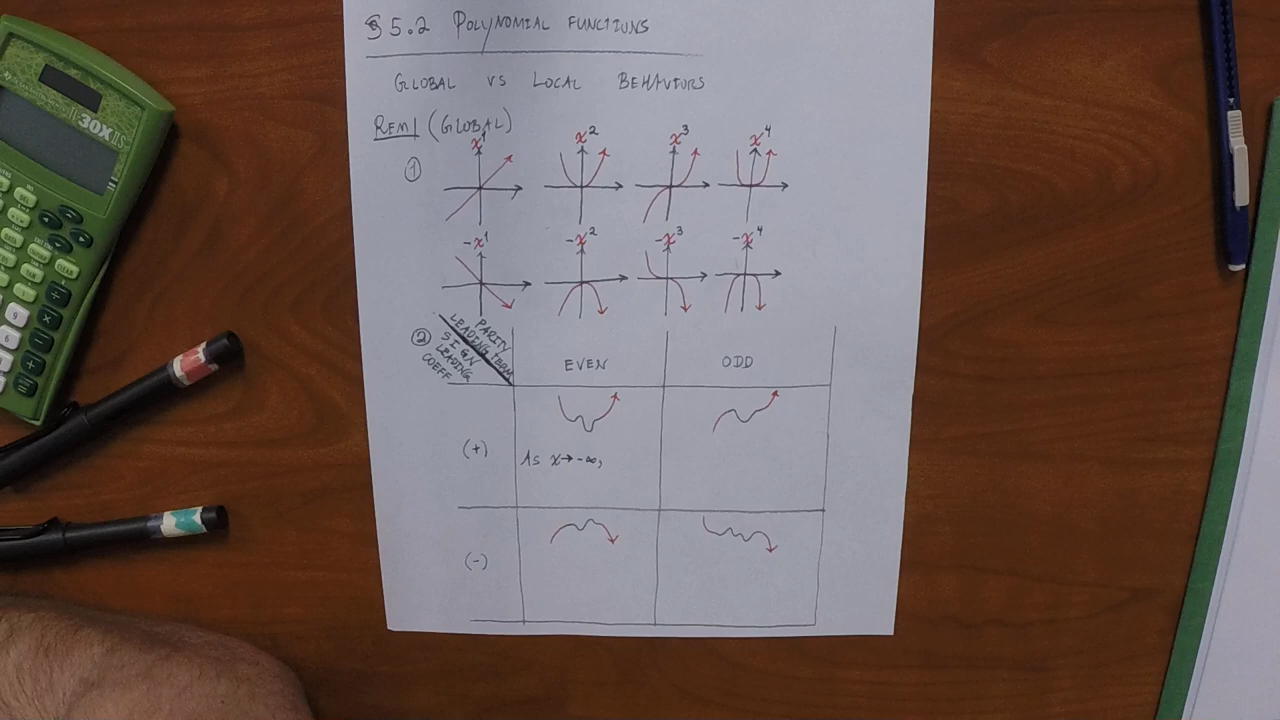 § 5.2 POLYNOMIAL FUNCTIONS
GLOBAL VS LOCAL BEHAVIORS
REM | (GLOBAL)
① x¹ x² x³ x⁴
-x¹ -x² -x³ -x⁴
② PARITY
LEADING TERM
SIGN
LEADING
COEFF.
EVEN ODD
(+)
As x→-∞,
(-)
30X IIS